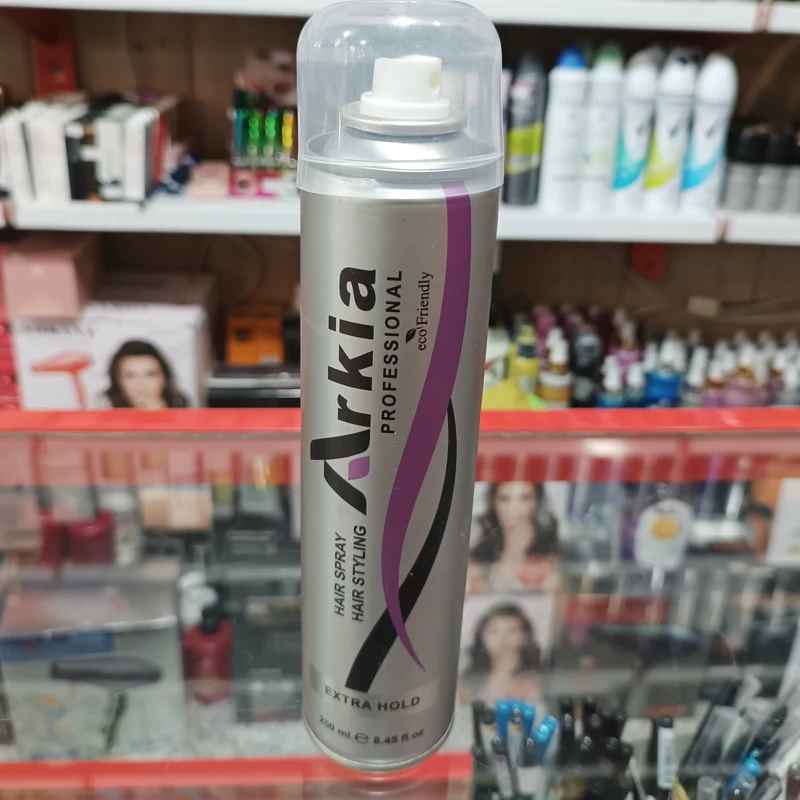 Arkia
PROFESSIONAL
eco Friendly
HAIR SPRAY
HAIR STYLING
EXTRA HOLD
250 ml. ℮ 8.45 fl.oz